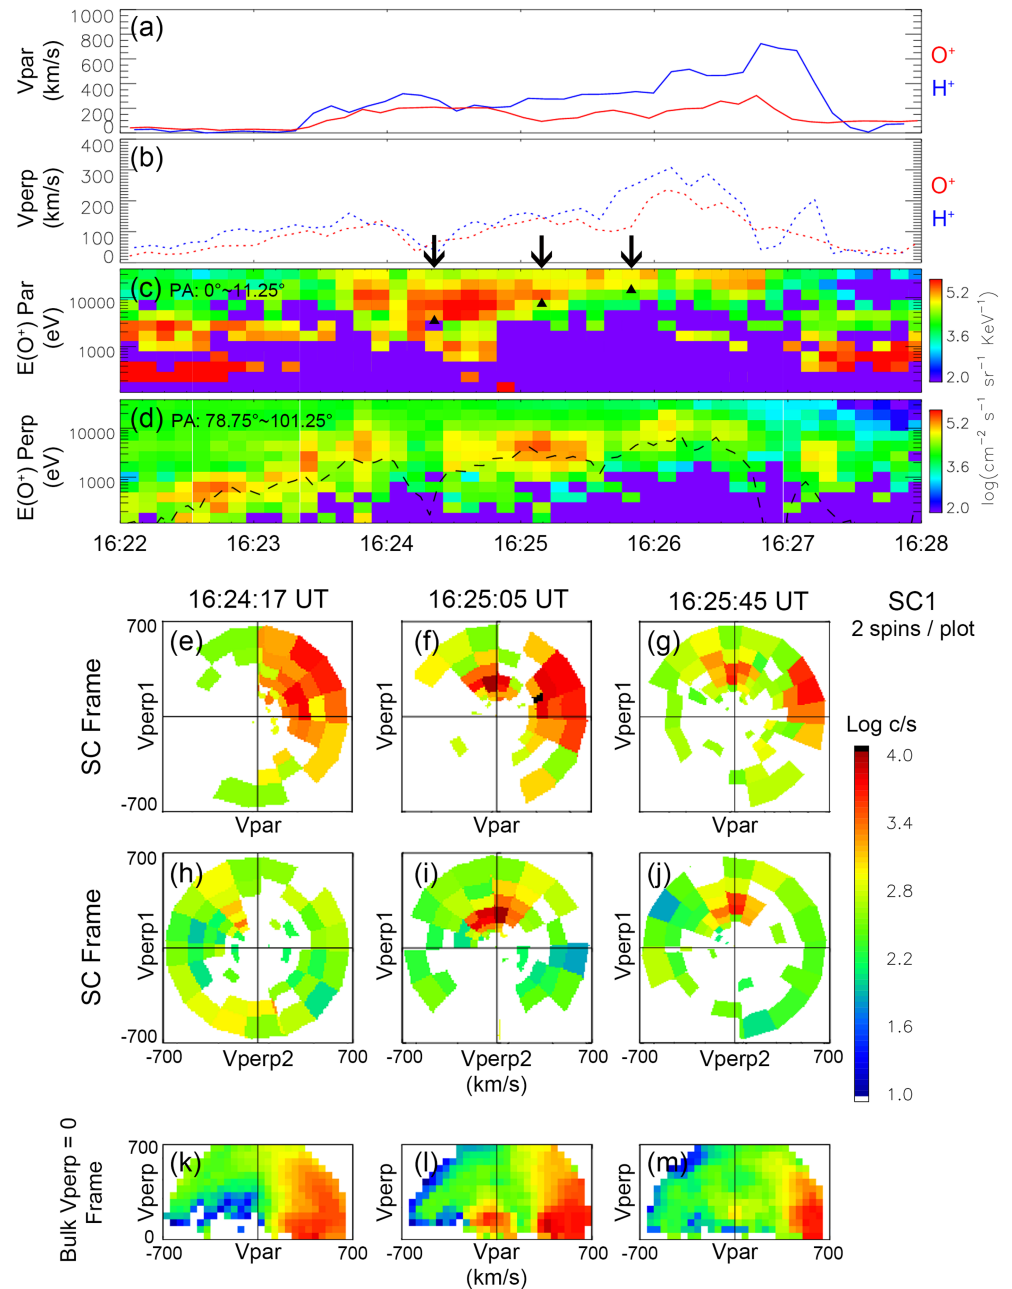 (a)
1000
800
600
400
200
0
Vpar
(km/s)
O⁺
H⁺
(b)
400
300
200
100
0
Vperp
(km/s)
O⁺
H⁺
(c) PA: 0°~11.25°
10000
1000
E(O⁺) Par
(eV)
5.2
3.6
2.0
(d) PA: 78.75°~101.25°
10000
1000
E(O⁺) Perp
(eV)
5.2
3.6
2.0
log(cm⁻² s⁻¹ sr⁻¹ KeV⁻¹)
16:22 16:23 16:24 16:25 16:26 16:27 16:28
16:24:17 UT 16:25:05 UT 16:25:45 UT SC1
2 spins / plot
700
-700
SC Frame
(e) (f) (g)
Vperp1 Vperp1 Vperp1
Vpar Vpar Vpar
Log c/s
4.0
3.4
2.8
2.2
1.6
1.0
700
-700
SC Frame
(h) (i) (j)
Vperp1 Vperp1 Vperp1
-700 Vperp2 700 -700 Vperp2 700 -700 Vperp2 700
(km/s)
Bulk Vperp = 0
Frame
700
0
(k) (l) (m)
Vperp Vperp Vperp
-700 Vpar 700 -700 Vpar 700 -700 Vpar 700
(km/s)